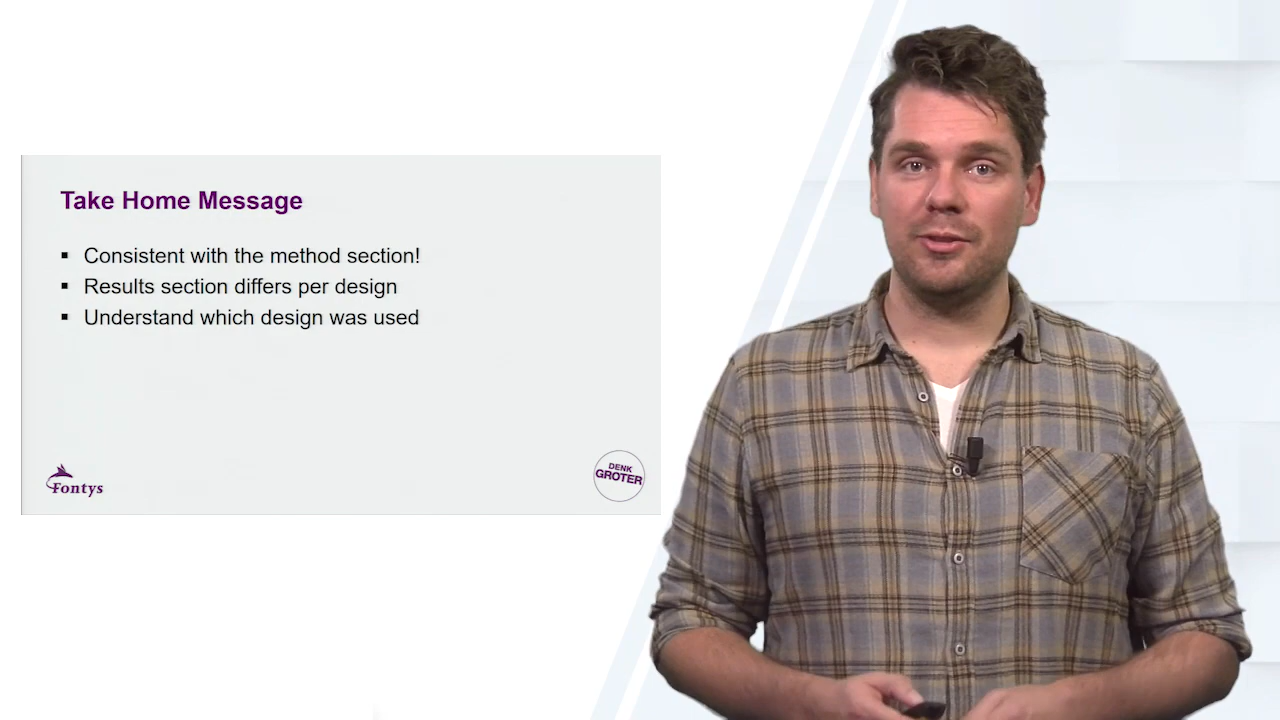 Take Home Message
▪ Consistent with the method section!
▪ Results section differs per design
▪ Understand which design was used
Fontys
DENK
GROTER